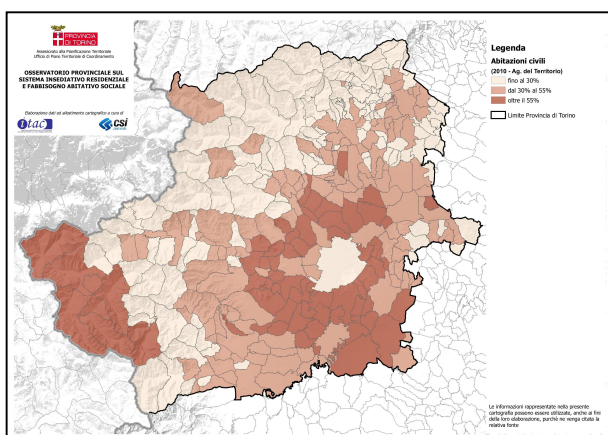 PROVINCIA
DI TORINO
Assessorato alla Pianificazione Territoriale
Ufficio di Piano Territoriale di Coordinamento
OSSERVATORIO PROVINCIALE SUL
SISTEMA INSEDIATIVO RESIDENZIALE
E FABBISOGNO ABITATIVO SOCIALE
Elaborazione dati ed allestimento cartografico a cura di
itac
csi
Legenda
Abitazioni civili
(2010 - Ag. del Territorio)
fino al 30%
dal 30% al 55%
oltre il 55%
Limite Provincia di Torino
Le informazioni rappresentate nella presente
cartografia possono essere utilizzate, anche ai fini
della loro elaborazione, purchè ne venga citata la
relativa fonte